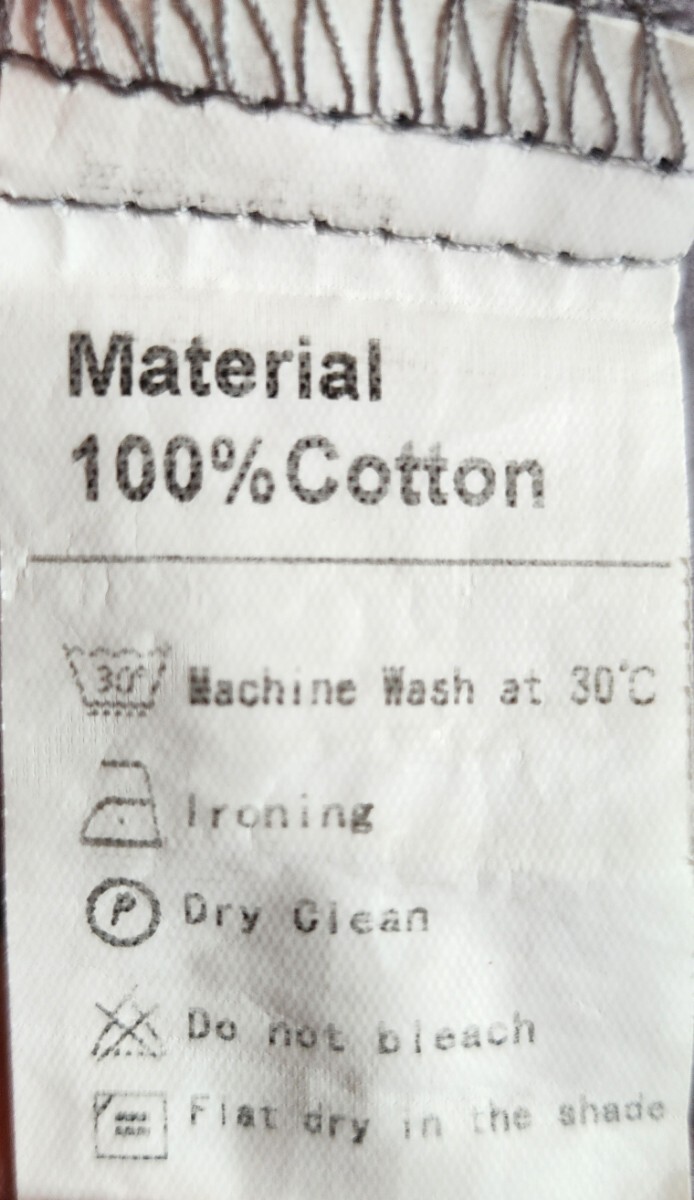 Material
100%Cotton
30° Machine Wash at 30℃
Ironing
P Dry Clean
Do not bleach
Flat dry in the shade